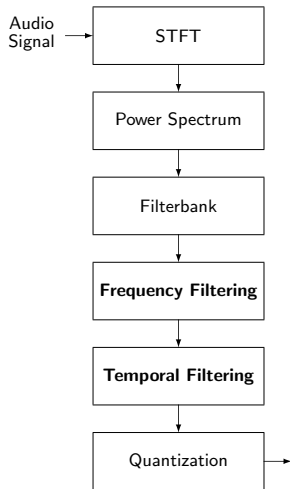 Audio
Signal
STFT
Power Spectrum
Filterbank
Frequency Filtering
Temporal Filtering
Quantization